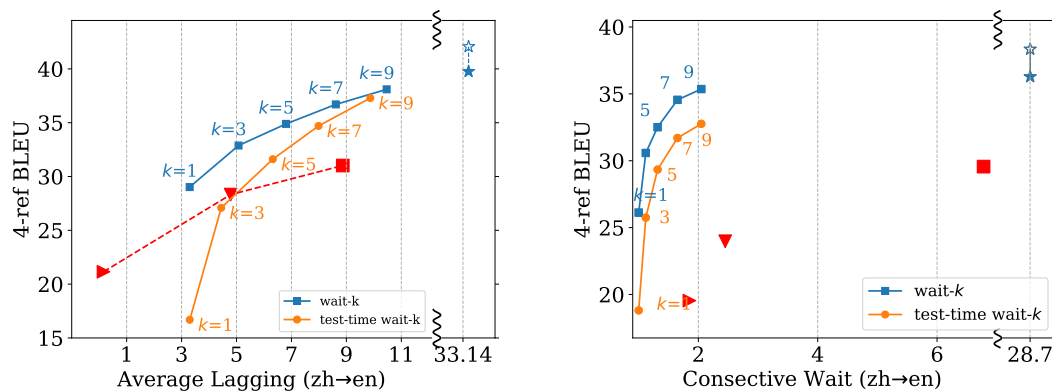 4-ref BLEU
40
35
30
25
20
15
k=1
k=3
k=5
k=7
k=9
k=1
k=3
k=5
k=7
k=9
wait-k
test-time wait-k
1 3 5 7 9 11 33.14
Average Lagging (zh→en)
4-ref BLEU
40
35
30
25
20
k=1
5
7
9
k=1
3
5
7
9
wait-k
test-time wait-k
2 4 6 28.7
Consective Wait (zh→en)